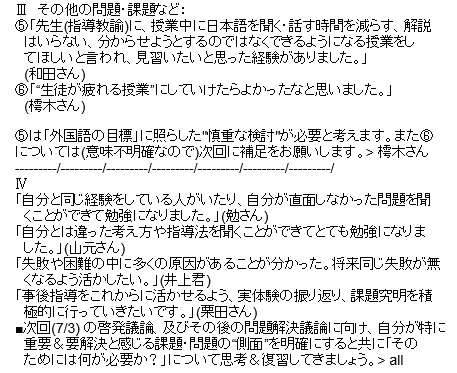 Ⅲ その他の問題・課題など:
⑤「先生(指導教諭)に、授業中に日本語を聞く・話す時間を減らす、解説
はいらない、分からせようとするのではなくできるようになる授業をし
てほしいと言われ、見習いたいと思った経験がありました。」
(和田さん)
⑥「“生徒が疲れる授業”にしていけたらよかったなと思いました。」
(樗木さん)
⑤は「外国語の目標」に照らした"慎重な検討"が必要と考えます。また⑥
については(意味不明確なので)次回に補足をお願いします。> 樗木さん
---------/---------/---------/---------/---------/---------/---------/
Ⅳ
「自分と同じ経験をしている人がいたり、自分が直面しなかった問題を聞
くことができて勉強になりました。」(勉さん)
「自分とは違った考え方や指導法を聞くことができてとても勉強になりま
した。」(山元さん)
「失敗や困難の中に多くの原因があることが分かった。将来同じ失敗が無
くなるよう活かしたい。」(井上君)
「事後指導をこれからに活かせるよう、実体験の振り返り、課題究明を積
極的に行っていきたいです。」(栗田さん)
■次回(7/3) の啓発議論、及びその後の問題解決議論に向け、自分が特に
重要＆要解決と感じる課題・問題の“側面”を明確にすると共に「その
ためには何が必要か？」について思考＆復習してきましょう。> all